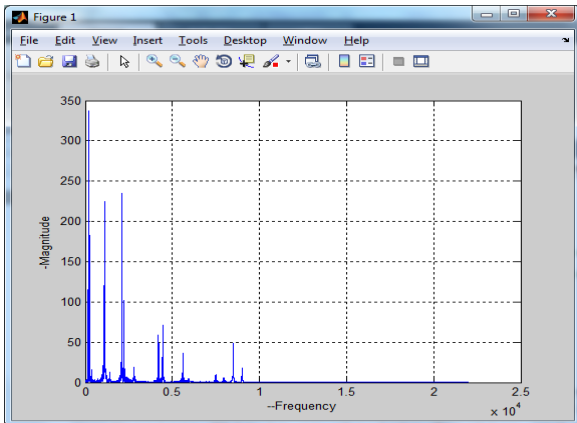 Figure 1
File Edit View Insert Tools Desktop Window Help
350
300
250
200
150
100
50
0
-Magnitude
0 0.5 1 1.5 2 2.5
--Frequency
x 10^4